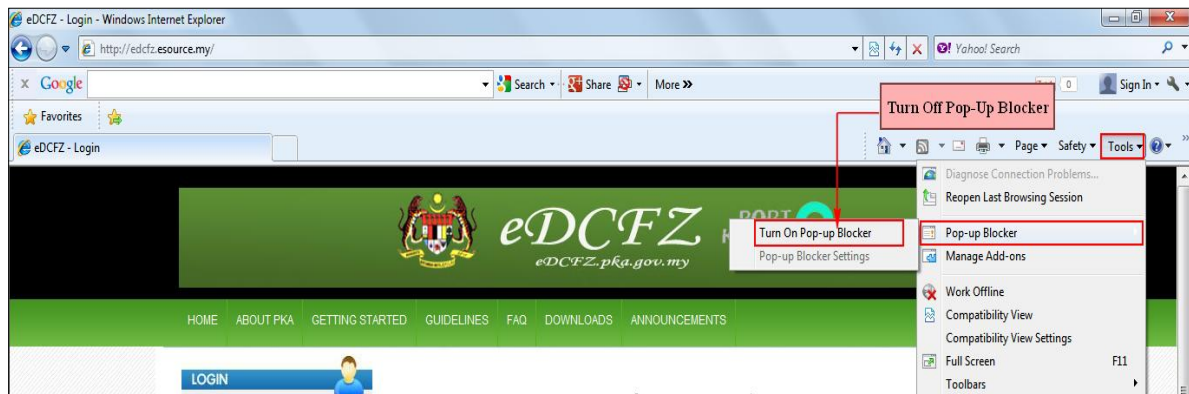 eDCFZ - Login - Windows Internet Explorer
http://edcfz.esource.my/
Yahoo! Search
x Google
Search
Share
More »
0
Sign In
Turn Off Pop-Up Blocker
Favorites
eDCFZ - Login
Page
Safety
Tools
»
Diagnose Connection Problems...
Reopen Last Browsing Session
eDCFZ
PORT
eDCFZ.pka.gov.my
Turn On Pop-up Blocker
Pop-up Blocker
Pop-up Blocker Settings
Manage Add-ons
Work Offline
HOME ABOUT PKA GETTING STARTED GUIDELINES FAQ DOWNLOADS ANNOUNCEMENTS
Compatibility View
Compatibility View Settings
Full Screen F11
LOGIN
Toolbars